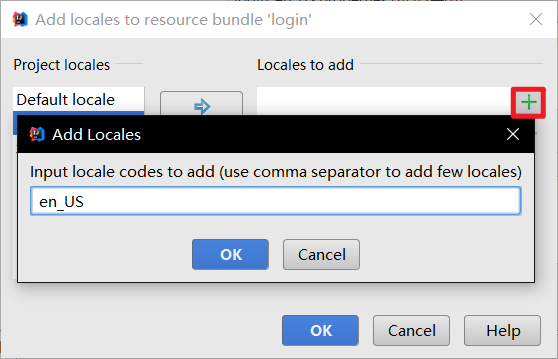 Add locales to resource bundle 'login'
Project locales
Locales to add
Default locale
Add Locales
Input locale codes to add (use comma separator to add few locales)
en_US
OK
Cancel
OK
Cancel
Help